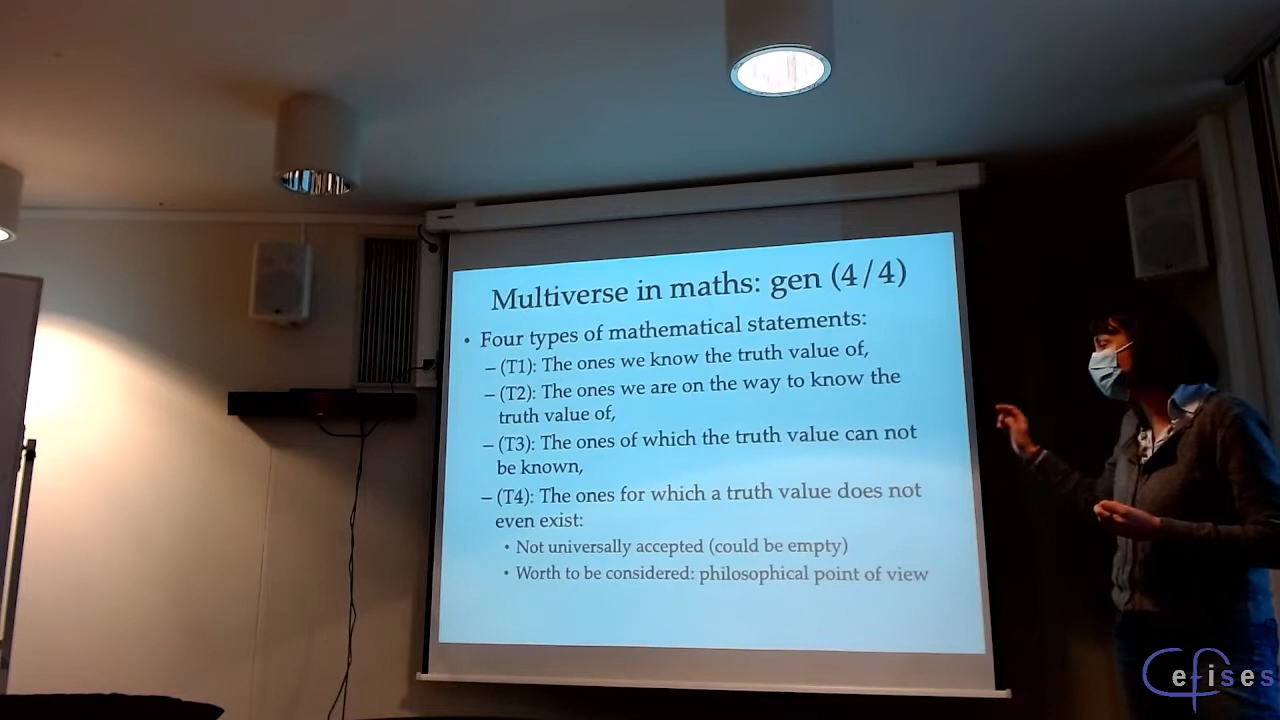 Multiverse in maths: gen (4/4)
• Four types of mathematical statements:
– (T1): The ones we know the truth value of,
– (T2): The ones we are on the way to know the
truth value of,
– (T3): The ones of which the truth value can not
be known,
– (T4): The ones for which a truth value does not
even exist:
• Not universally accepted (could be empty)
• Worth to be considered: philosophical point of view
Cefises